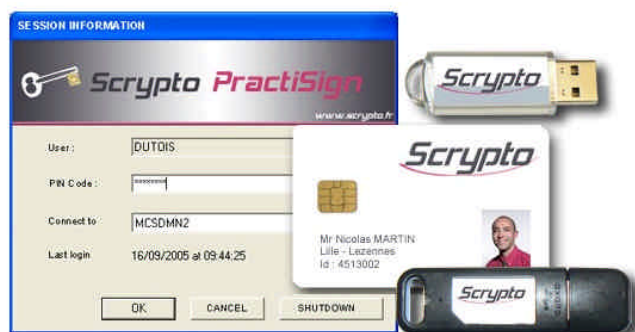 SESSION INFORMATION
Scrypto PractiSign
www.scrypto.fr
User :
DUTOIS
PIN Code :
********
Connect to
MCSDMN2
Last login
16/09/2005 at 09:44:25
OK
CANCEL
SHUTDOWN
Scrypto
Scrypto
Mr Nicolas MARTIN
Lille - Lezennes
Id : 4513002
Scrypto